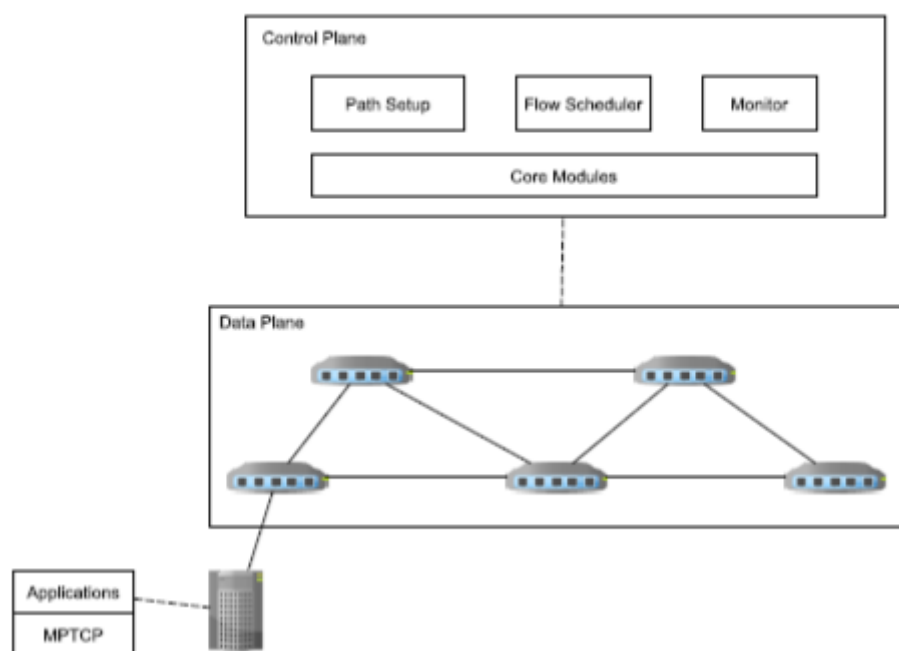 Control Plane
Path Setup
Flow Scheduler
Monitor
Core Modules
Data Plane
Applications
MPTCP